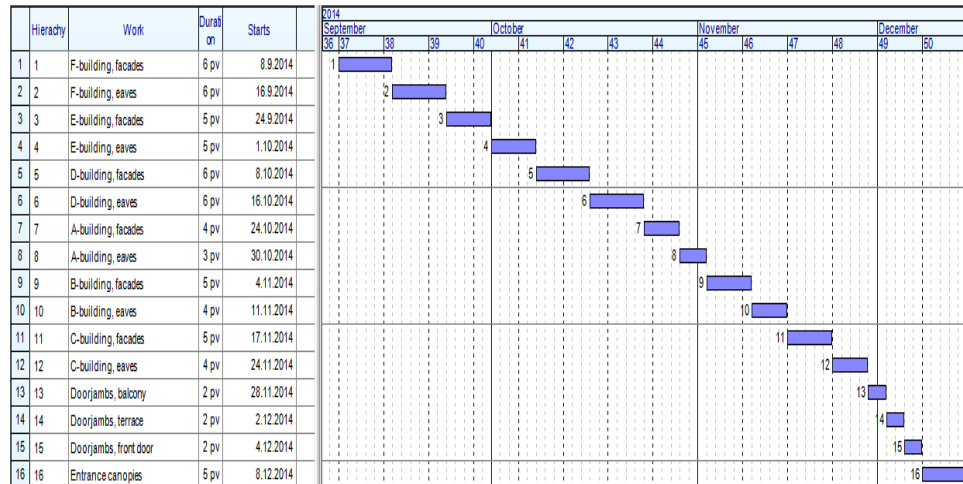 2014
Hierachy Work Durati on Starts September October November December
36 37 38 39 40 41 42 43 44 45 46 47 48 49 50
1 1 F-building, facades 6 pv 8.9.2014 1
2 2 F-building, eaves 6 pv 16.9.2014 2
3 3 E-building, facades 5 pv 24.9.2014 3
4 4 E-building, eaves 5 pv 1.10.2014 4
5 5 D-building, facades 6 pv 8.10.2014 5
6 6 D-building, eaves 6 pv 16.10.2014 6
7 7 A-building, facades 4 pv 24.10.2014 7
8 8 A-building, eaves 3 pv 30.10.2014 8
9 9 B-building, facades 5 pv 4.11.2014 9
10 10 B-building, eaves 4 pv 11.11.2014 10
11 11 C-building, facades 5 pv 17.11.2014 11
12 12 C-building, eaves 4 pv 24.11.2014 12
13 13 Doorjambs, balcony 2 pv 28.11.2014 13
14 14 Doorjambs, terrace 2 pv 2.12.2014 14
15 15 Doorjambs, front door 2 pv 4.12.2014 15
16 16 Entrance canopies 5 pv 8.12.2014 16